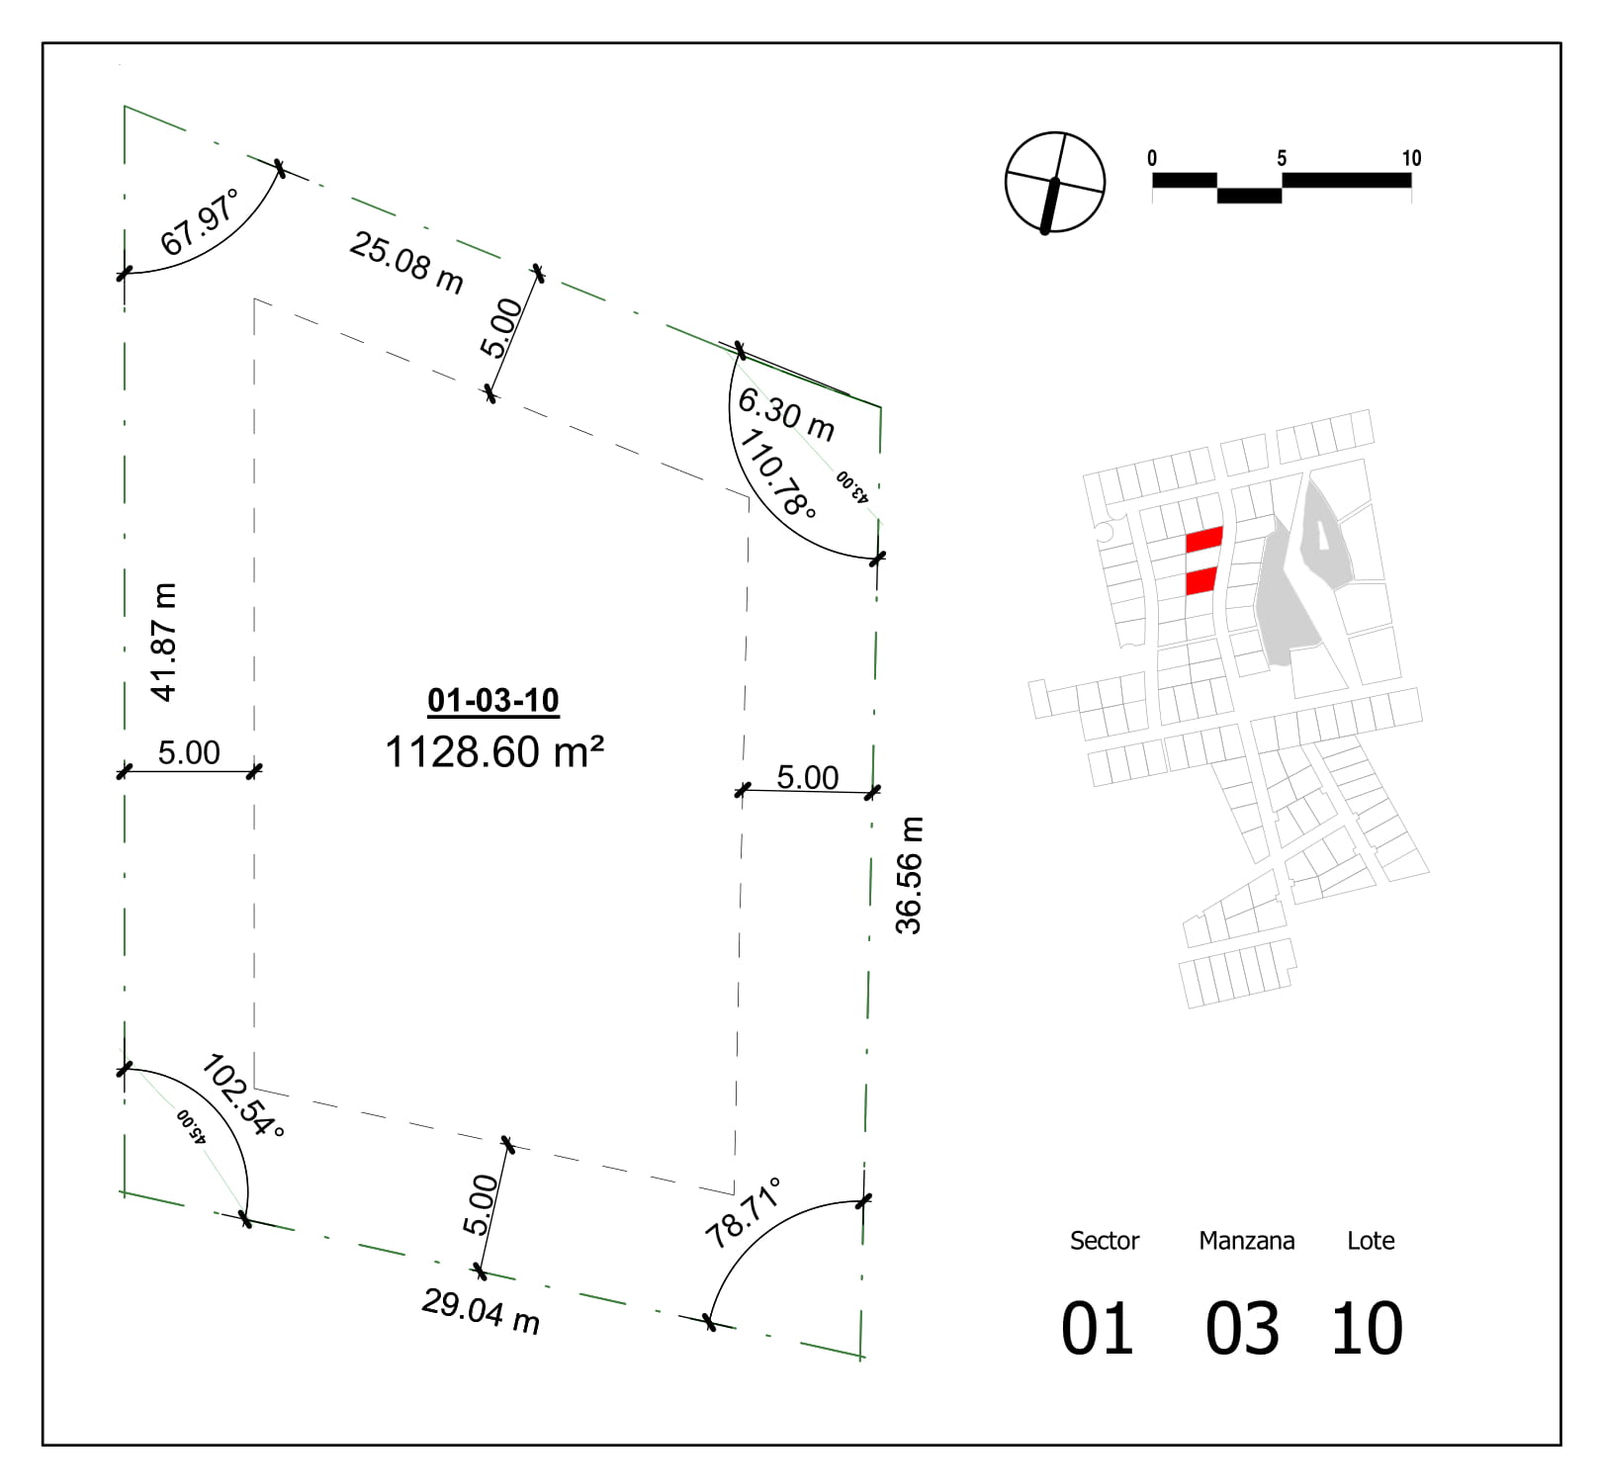 0 5 10
67.97°
25.08 m
5.00
6.30 m
110.78°
43.00
41.87 m
01-03-10
1128.60 m²
5.00
5.00
36.56 m
102.54°
45.00
5.00
78.71°
29.04 m
Sector Manzana Lote
01 03 10